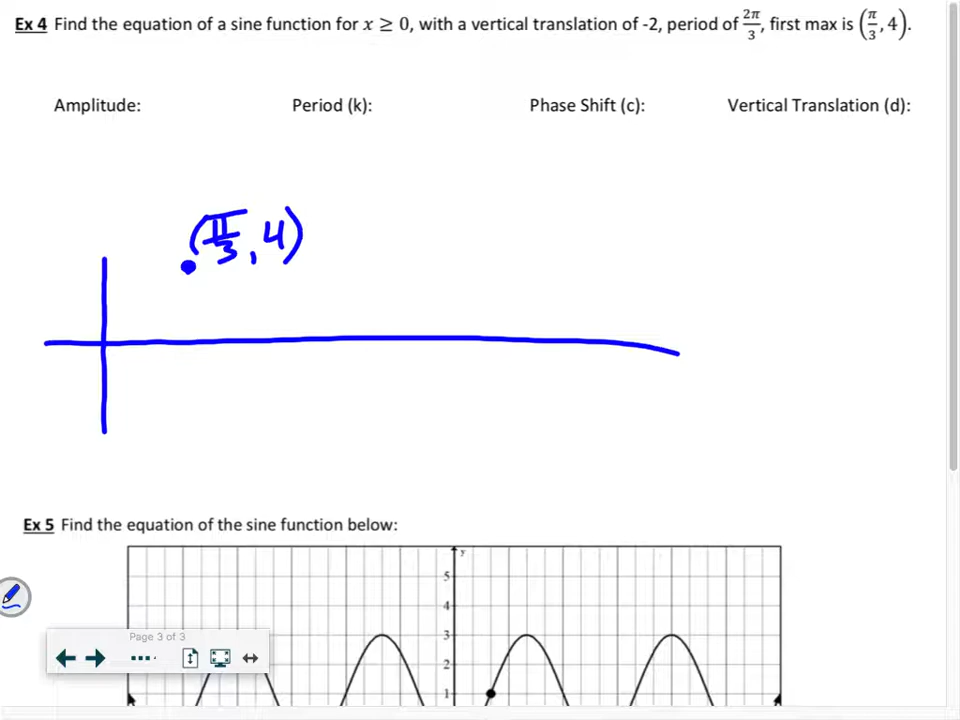 Ex 4 Find the equation of a sine function for x ≥ 0, with a vertical translation of -2, period of 2π/3, first max is (π/3, 4).
Amplitude: Period (k): Phase Shift (c): Vertical Translation (d):
(π/3, 4)
Ex 5 Find the equation of the sine function below:
y
5
4
3
2
1
Page 3 of 3